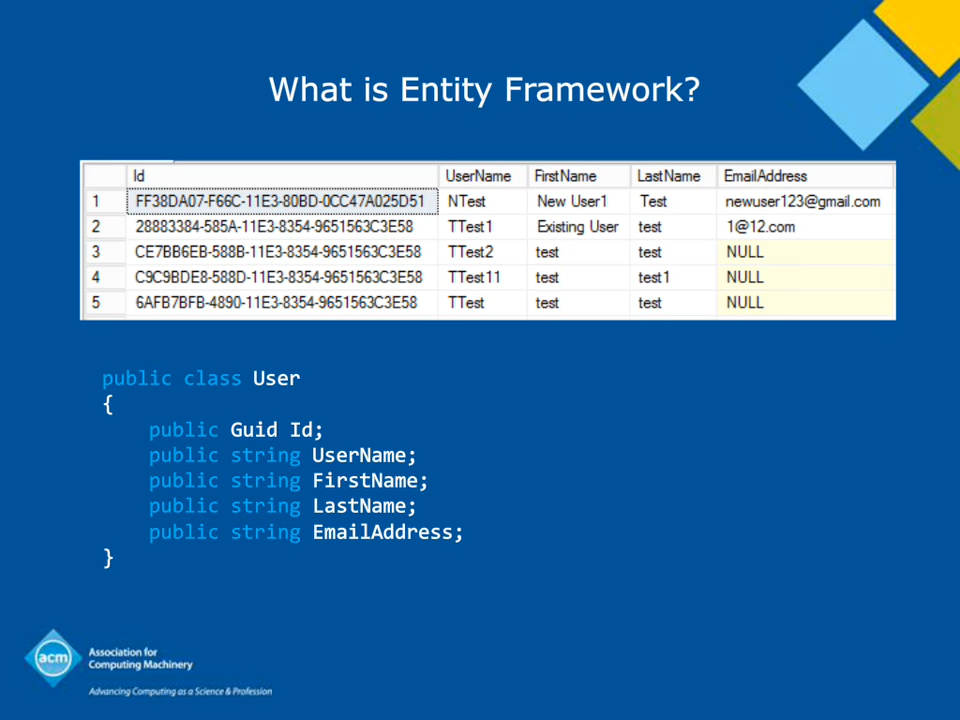 What is Entity Framework?
Id UserName FirstName LastName EmailAddress
1 FF38DA07-F66C-11E3-80BD-0CC47A025D51 NTest New User1 Test newuser123@gmail.com
2 28883384-585A-11E3-8354-9651563C3E58 TTest1 Existing User test 1@12.com
3 CE7BB6EB-588B-11E3-8354-9651563C3E58 TTest2 test test NULL
4 C9C9BDE8-588D-11E3-8354-9651563C3E58 TTest11 test test1 NULL
5 6AFB7BFB-4890-11E3-8354-9651563C3E58 TTest test test NULL
public class User
{
public Guid Id;
public string UserName;
public string FirstName;
public string LastName;
public string EmailAddress;
}
acm
Association for
Computing Machinery
Advancing Computing as a Science & Profession